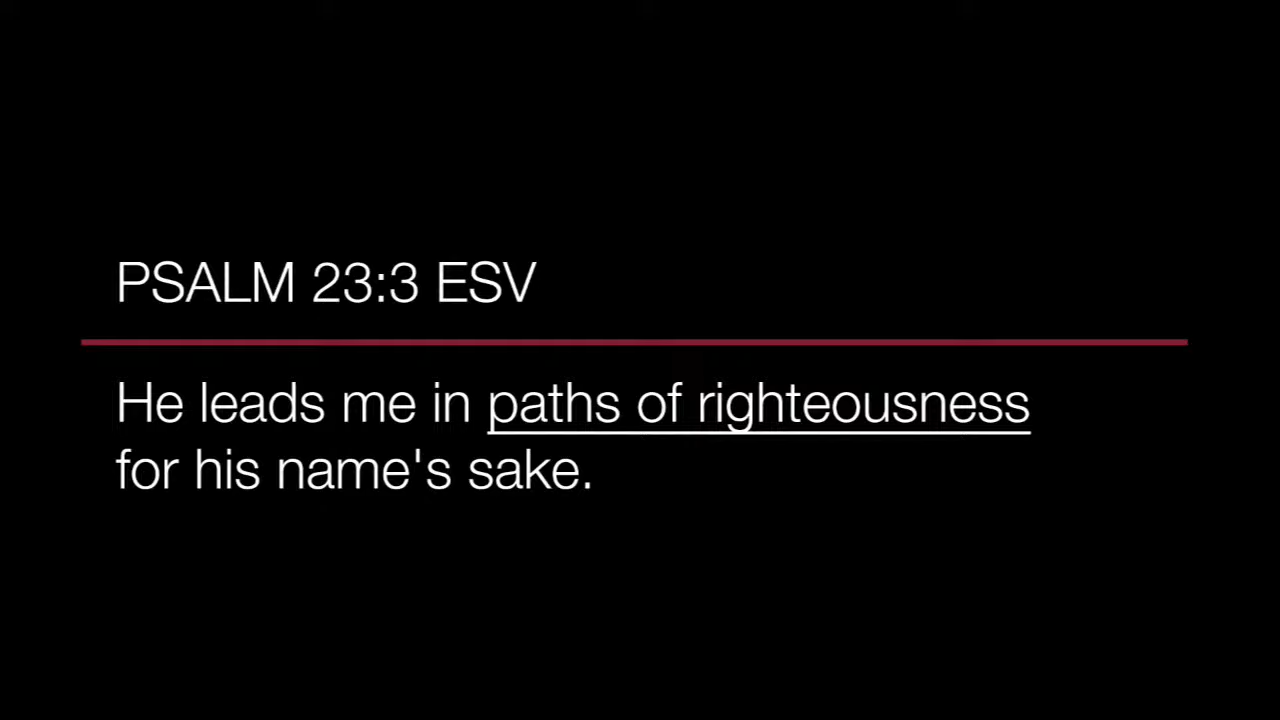 PSALM 23:3 ESV
He leads me in paths of righteousness
for his name's sake.